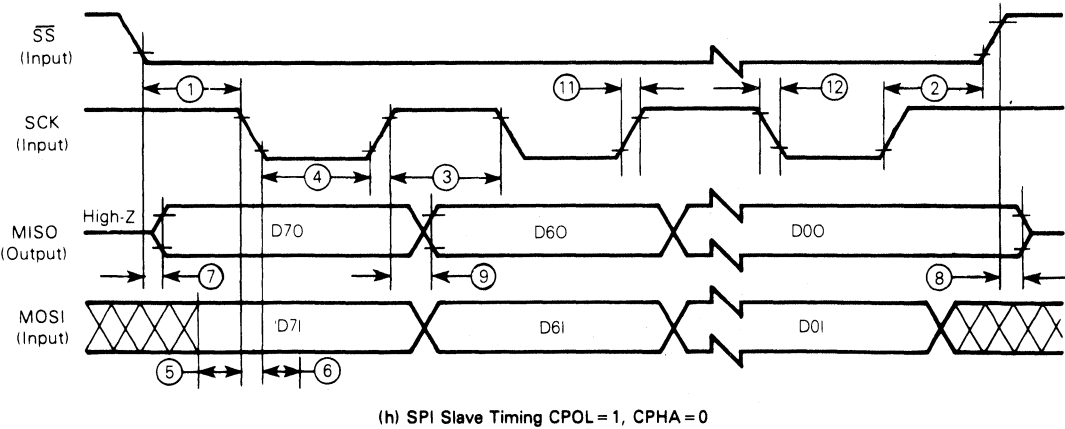 SS
(Input)
1
11
12
2
SCK
(Input)
4
3
High-Z
MISO
(Output)
D7O
D6O
D0O
7
9
8
MOSI
(Input)
D7I
D6I
D0I
5
6
(h) SPI Slave Timing CPOL=1, CPHA=0